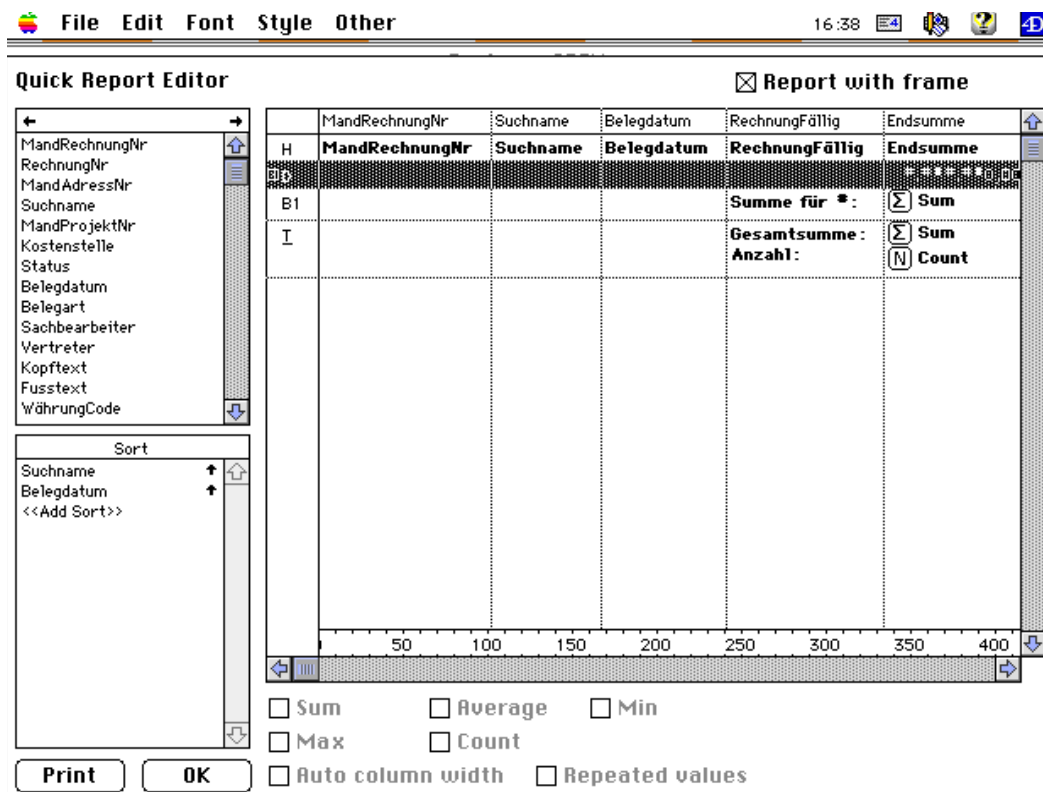 File Edit Font Style Other 16:38
Quick Report Editor
Report with frame
MandRechnungNr
RechnungNr
MandAdressNr
Suchname
MandProjektNr
Kostenstelle
Status
Belegdatum
Belegart
Sachbearbeiter
Vertreter
Kopftext
Fusstext
WährungCode
Sort
Suchname
Belegdatum
<<Add Sort>>
Print OK
MandRechnungNr Suchname Belegdatum RechnungFällig Endsumme
H MandRechnungNr Suchname Belegdatum RechnungFällig Endsumme
D
B1 Summe für #: Σ Sum
T Gesamtsumme: Σ Sum
Anzahl: N Count
50 100 150 200 250 300 350 400
Sum Average Min
Max Count
Auto column width Repeated values